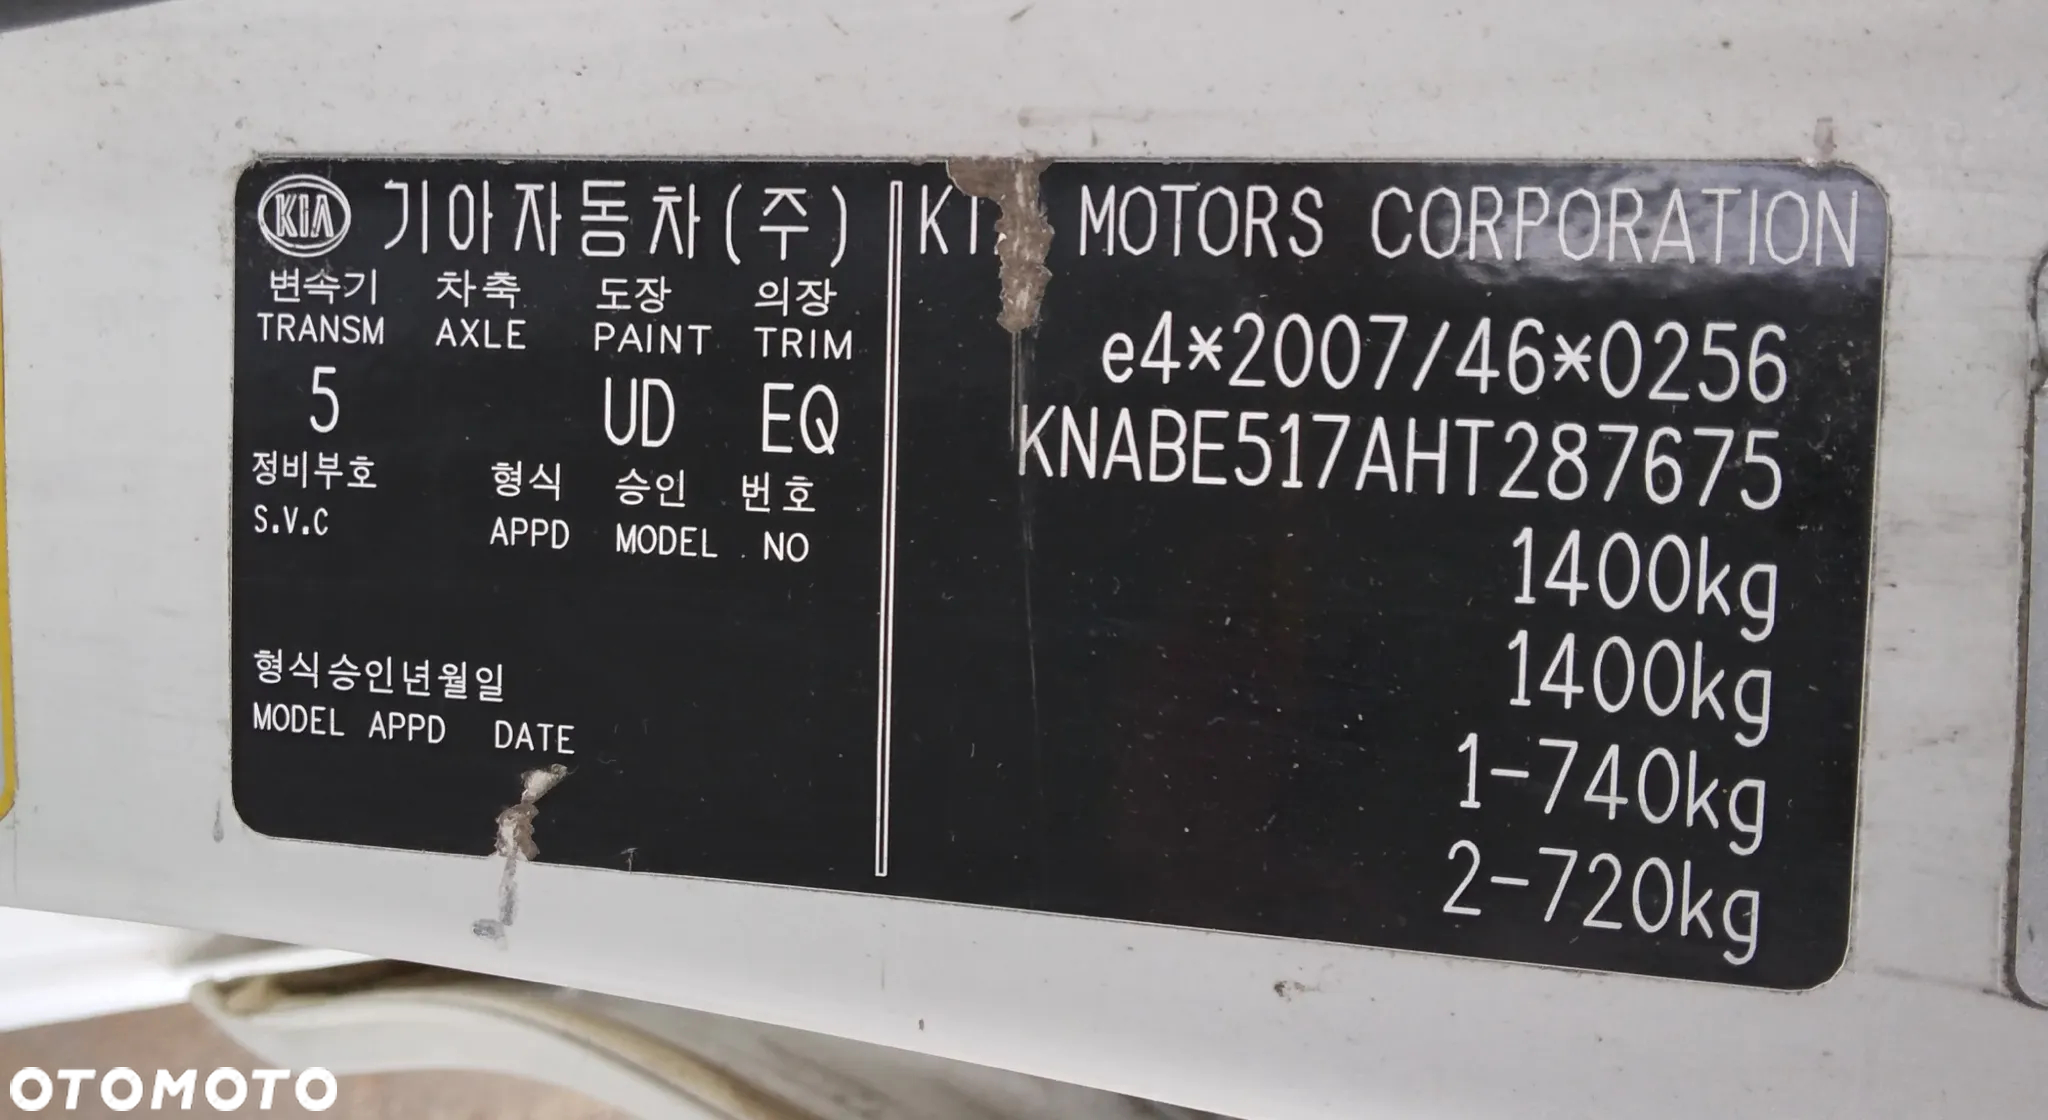 KIA 기아자동차(주)
변속기 차축 도장 의장
TRANSM AXLE PAINT TRIM
5 UD EQ
정비부호 형식 승인 번호
S.V.C APPD MODEL NO
형식승인년월일
MODEL APPD DATE
MOTORS CORPORATION
e4*2007/46*0256
KNABE517AHT287675
1400kg
1400kg
1-740kg
2-720kg
OTOMOTO